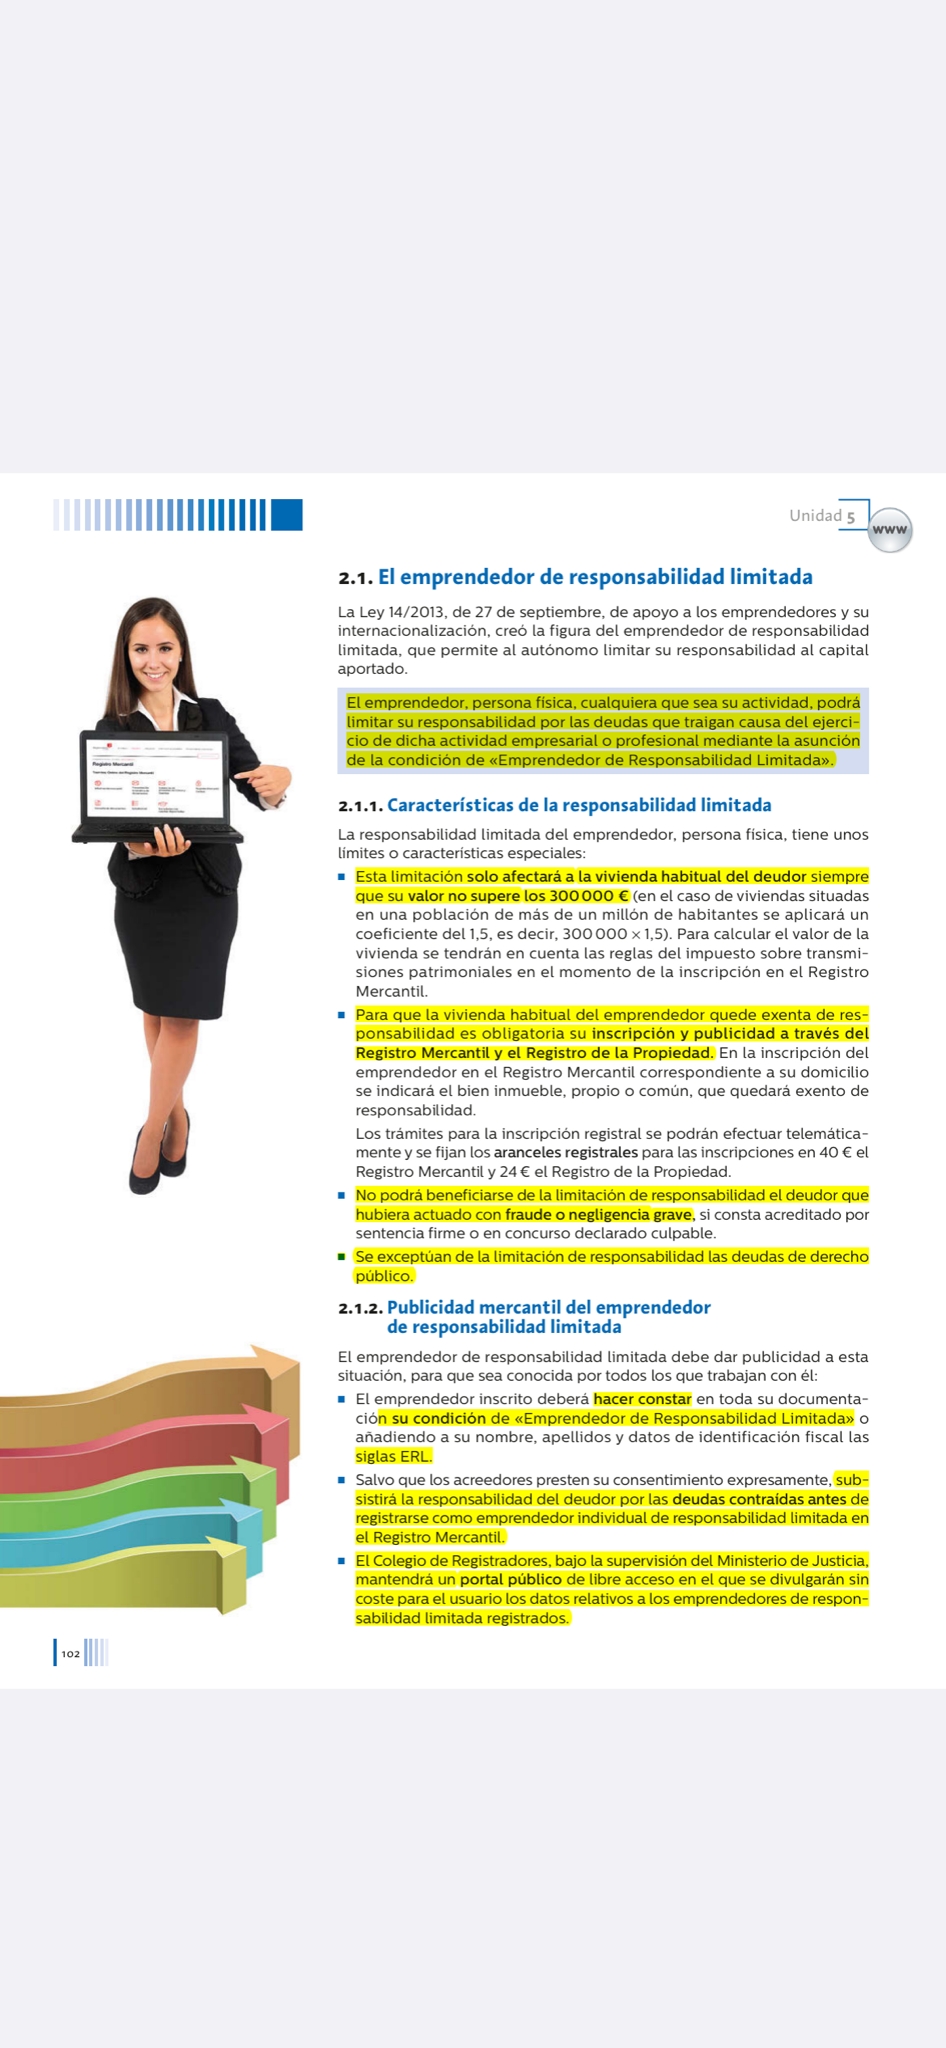 Unidad 5
www
2.1. El emprendedor de responsabilidad limitada
La Ley 14/2013, de 27 de septiembre, de apoyo a los emprendedores y su
internacionalización, creó la figura del emprendedor de responsabilidad
limitada, que permite al autónomo limitar su responsabilidad al capital
aportado.
El emprendedor, persona física, cualquiera que sea su actividad, podrá
limitar su responsabilidad por las deudas que traigan causa del ejerci-
cio de dicha actividad empresarial o profesional mediante la asunción
de la condición de «Emprendedor de Responsabilidad Limitada».
2.1.1. Características de la responsabilidad limitada
La responsabilidad limitada del emprendedor, persona física, tiene unos
límites o características especiales:
Esta limitación solo afectará a la vivienda habitual del deudor siempre
que su valor no supere los 300 000 € (en el caso de viviendas situadas
en una población de más de un millón de habitantes se aplicará un
coeficiente del 1,5, es decir, 300 000 × 1,5). Para calcular el valor de la
vivienda se tendrán en cuenta las reglas del impuesto sobre transmi-
siones patrimoniales en el momento de la inscripción en el Registro
Mercantil.
Para que la vivienda habitual del emprendedor quede exenta de res-
ponsabilidad es obligatoria su inscripción y publicidad a través del
Registro Mercantil y el Registro de la Propiedad. En la inscripción del
emprendedor en el Registro Mercantil correspondiente a su domicilio
se indicará el bien inmueble, propio o común, que quedará exento de
responsabilidad.
Los trámites para la inscripción registral se podrán efectuar telemática-
mente y se fijan los aranceles registrales para las inscripciones en 40 € el
Registro Mercantil y 24 € el Registro de la Propiedad.
No podrá beneficiarse de la limitación de responsabilidad el deudor que
hubiera actuado con fraude o negligencia grave, si consta acreditado por
sentencia firme o en concurso declarado culpable.
Se exceptúan de la limitación de responsabilidad las deudas de derecho
público.
2.1.2. Publicidad mercantil del emprendedor
de responsabilidad limitada
El emprendedor de responsabilidad limitada debe dar publicidad a esta
situación, para que sea conocida por todos los que trabajan con él:
El emprendedor inscrito deberá hacer constar en toda su documenta-
ción su condición de «Emprendedor de Responsabilidad Limitada» o
añadiendo a su nombre, apellidos y datos de identificación fiscal las
siglas ERL.
Salvo que los acreedores presten su consentimiento expresamente, sub-
sistirá la responsabilidad del deudor por las deudas contraídas antes de
registrarse como emprendedor individual de responsabilidad limitada en
el Registro Mercantil.
El Colegio de Registradores, bajo la supervisión del Ministerio de Justicia,
mantendrá un portal público de libre acceso en el que se divulgarán sin
coste para el usuario los datos relativos a los emprendedores de respon-
sabilidad limitada registrados.
Registro Mercantil
102